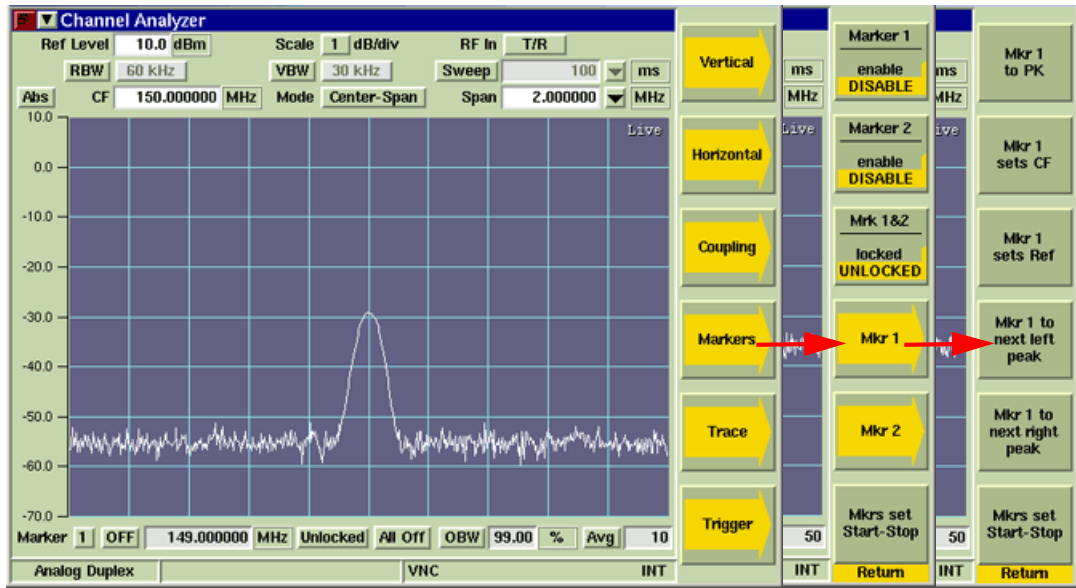 Channel Analyzer
Ref Level 10.0 dBm Scale 1 dB/div RF In T/R
RBW 60 kHz VBW 30 kHz Sweep 100 ms
Abs CF 150.000000 MHz Mode Center-Span Span 2.000000 MHz
10.0
0.0
-10.0
-20.0
-30.0
-40.0
-50.0
-60.0
-70.0
Live
Marker 1 OFF 149.000000 MHz Unlocked All Off OBW 99.00 % Avg 10
Analog Duplex VNC INT
Vertical
Horizontal
Coupling
Markers
Trace
Trigger
ms
MHz
Live
50
INT
Marker 1
enable
DISABLE
Marker 2
enable
DISABLE
Mrk 1&2
locked
UNLOCKED
Mkr 1
Mkr 2
Mkrs set
Start-Stop
Return
ms
MHz
ive
50
INT
Mkr 1
to PK
Mkr 1
sets CF
Mkr 1
sets Ref
Mkr 1 to
next left
peak
Mkr 1 to
next right
peak
Mkrs set
Start-Stop
Return